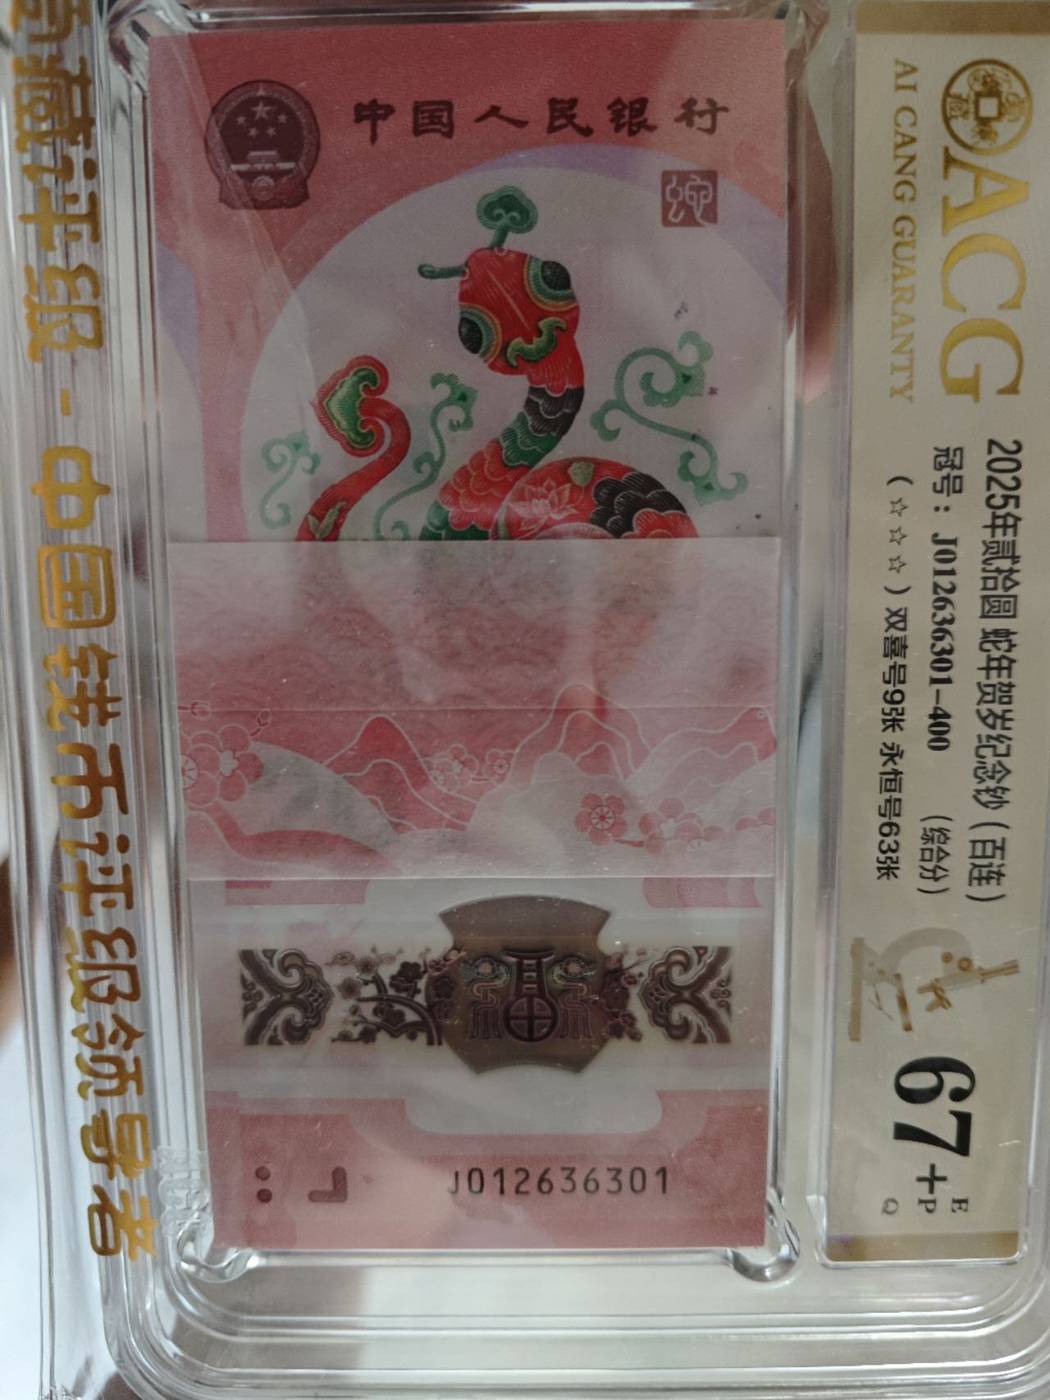 中国人民银行
蛇
J012636301
ACG
AI CANG GUARANTY
2025年贰拾圆 蛇年贺岁纪念钞（百连）
冠号：J012636301-400 （综合分）
（☆☆☆）双喜号9张 永恒号63张
67+
E
P
Q
藏评级-中国钱币评级领导者